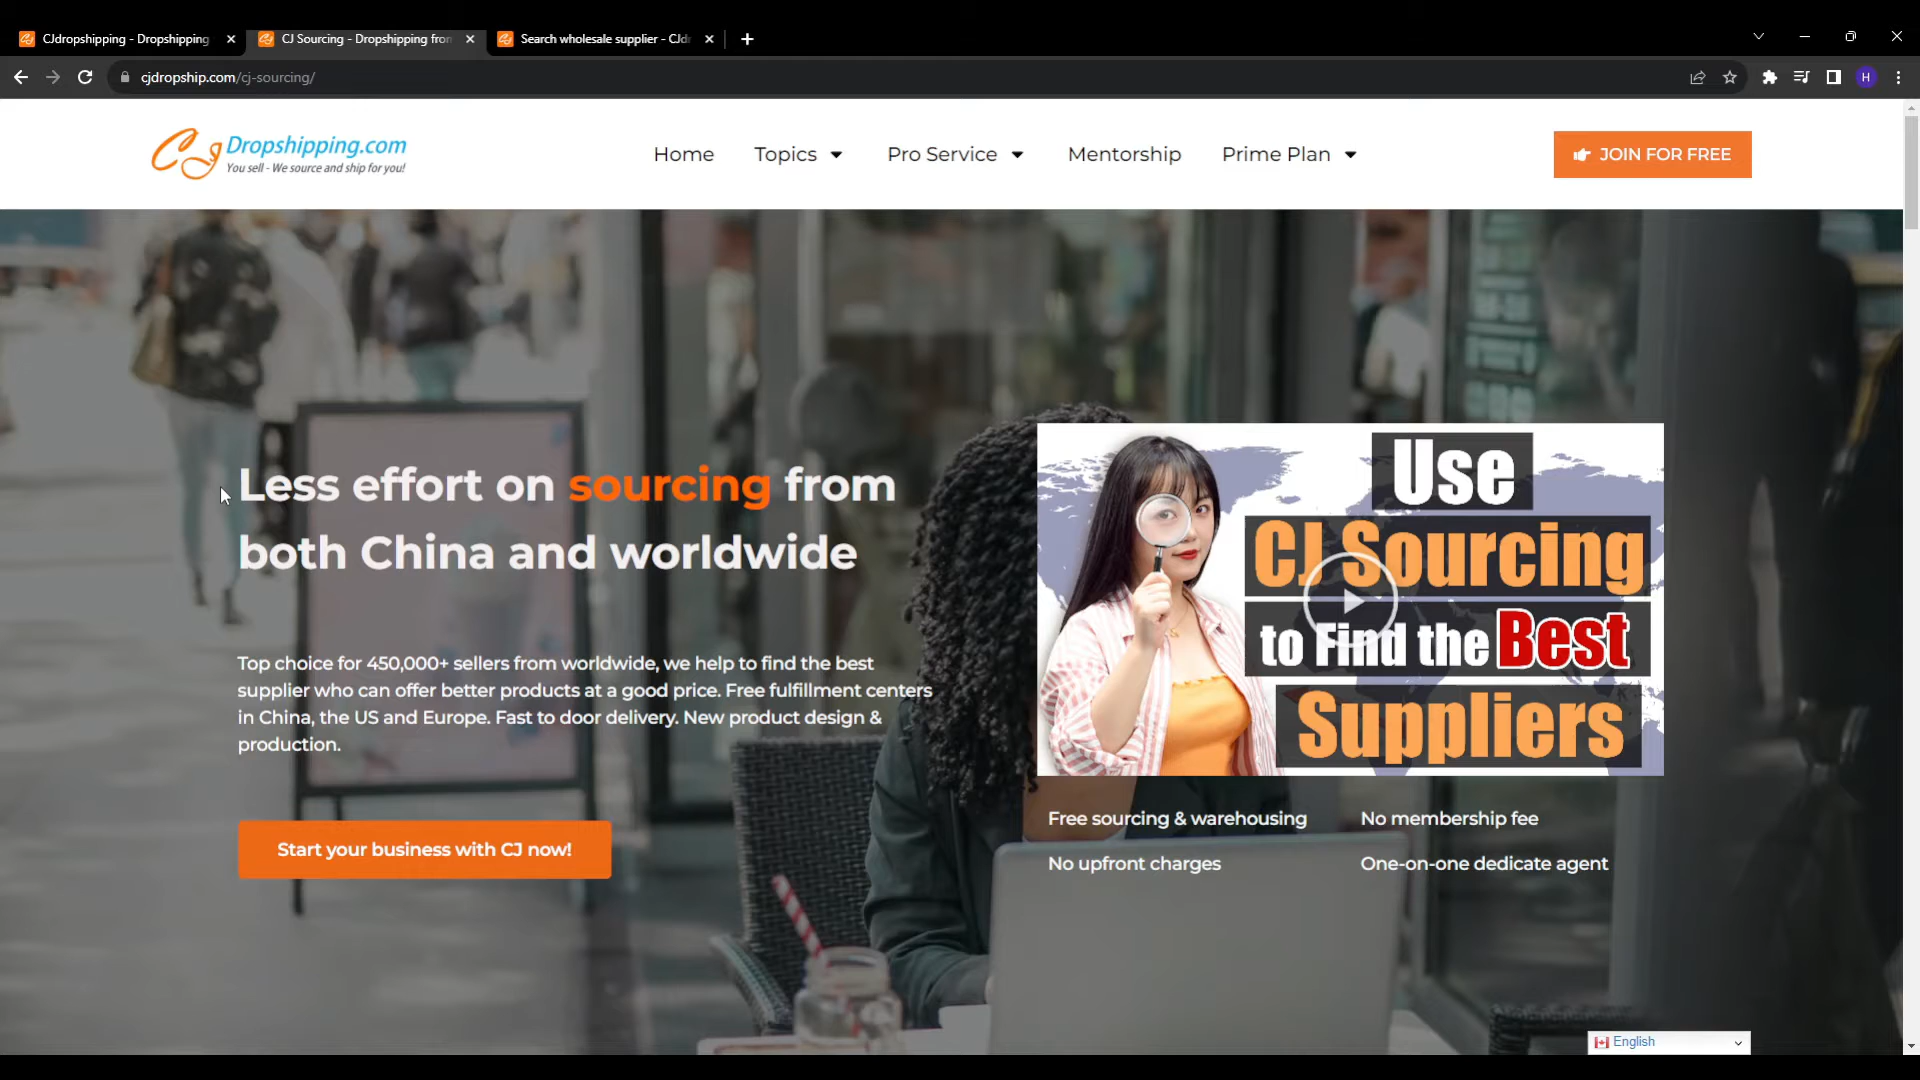 CJdropshipping - Dropshipping
CJ Sourcing - Dropshipping from
Search wholesale supplier - CJdr
cjdropship.com/cj-sourcing/
H
CJ Dropshipping.com
You sell - We source and ship for you!
Home
Topics
Pro Service
Mentorship
Prime Plan
JOIN FOR FREE
Less effort on sourcing from
both China and worldwide
Top choice for 450,000+ sellers from worldwide, we help to find the best
supplier who can offer better products at a good price. Free fulfillment centers
in China, the US and Europe. Fast to door delivery. New product design &
production.
Start your business with CJ now!
Use
CJ Sourcing
to Find the Best
Suppliers
Free sourcing & warehousing
No membership fee
No upfront charges
One-on-one dedicate agent
English